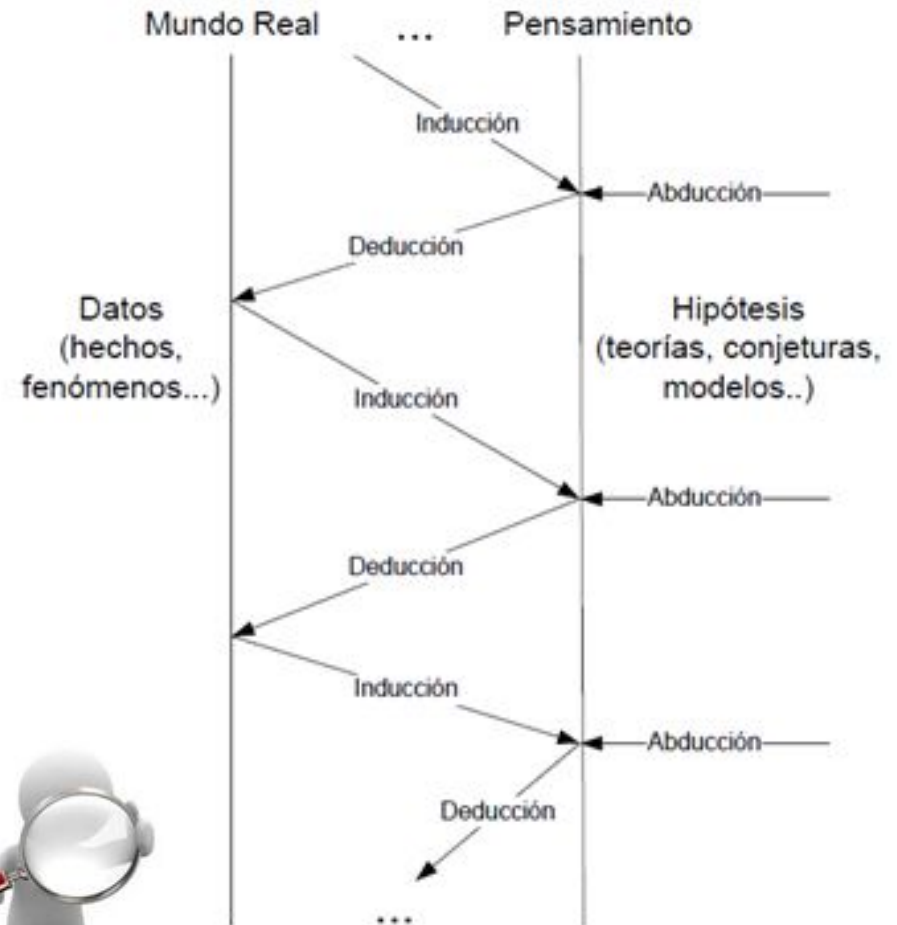 Mundo Real ... Pensamiento
Inducción
Abducción
Deducción
Datos
(hechos,
fenómenos...)
Hipótesis
(teorías, conjeturas,
modelos..)
Inducción
Abducción
Deducción
Inducción
Abducción
Deducción
...